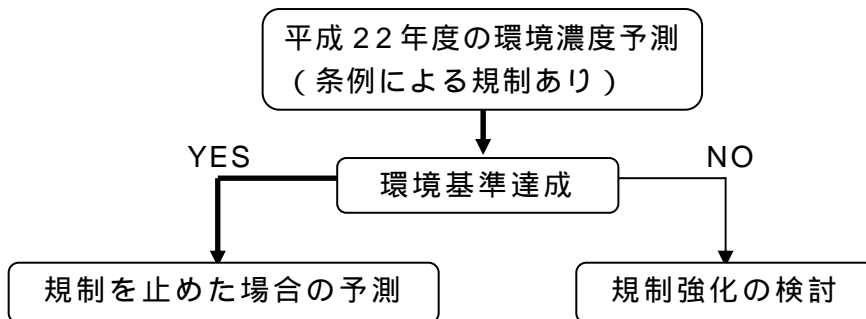 平成22年度の環境濃度予測
(条例による規制あり)
YES
NO
環境基準達成
規制を止めた場合の予測
規制強化の検討